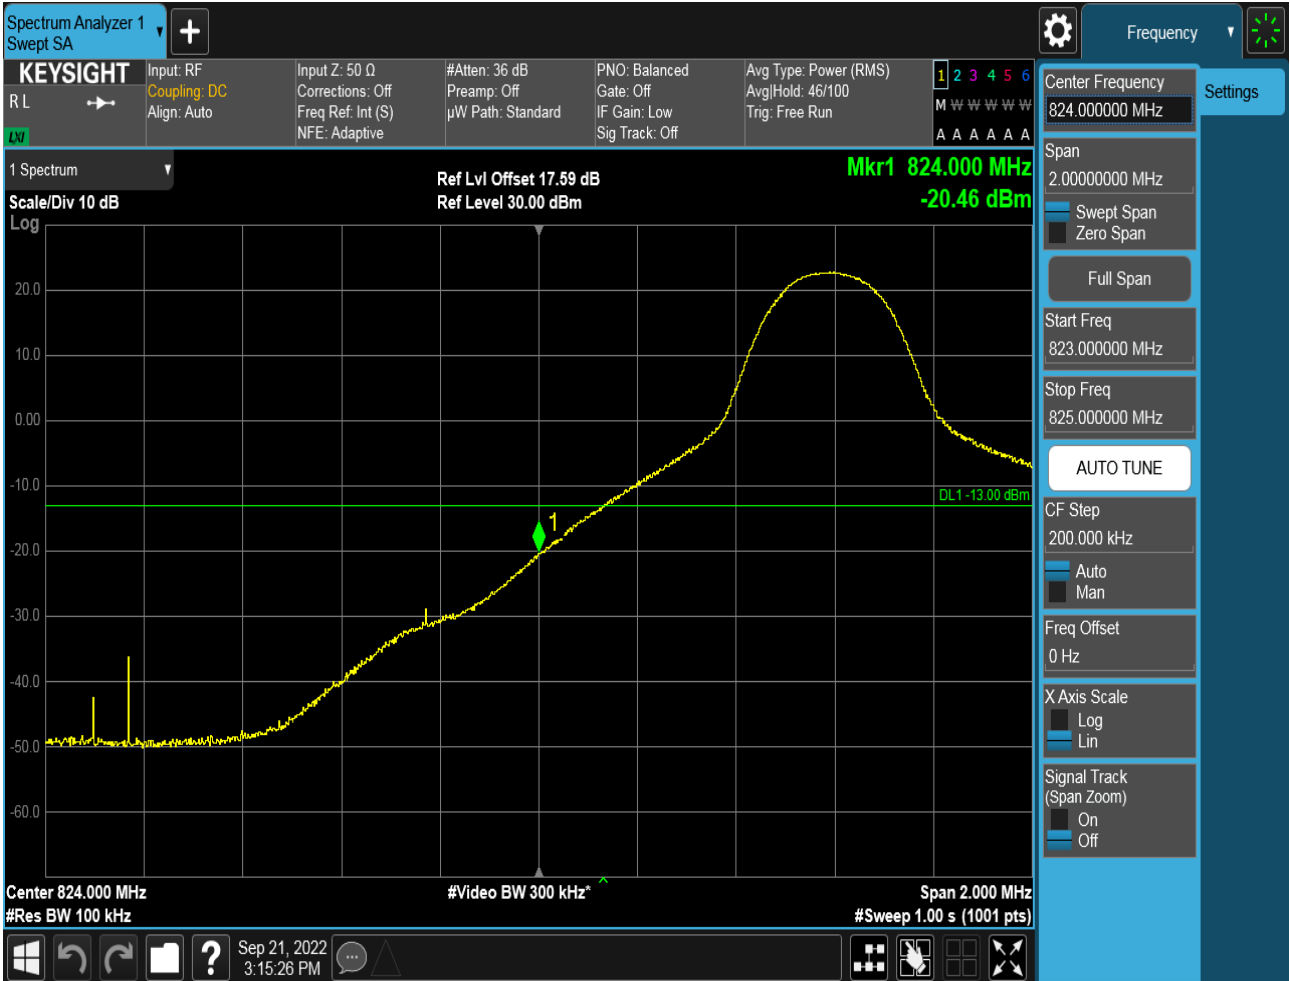 Spectrum Analyzer 1
Swept SA
Frequency
KEYSIGHT
R L
LXI
Input: RF
Coupling: DC
Align: Auto
Input Z: 50 Ω
Corrections: Off
Freq Ref: Int (S)
NFE: Adaptive
#Atten: 36 dB
Preamp: Off
µW Path: Standard
PNO: Balanced
Gate: Off
IF Gain: Low
Sig Track: Off
Avg Type: Power (RMS)
Avg|Hold: 46/100
Trig: Free Run
1 2 3 4 5 6
M W W W W W
A A A A A A
1 Spectrum
Scale/Div 10 dB
Log
Ref Lvl Offset 17.59 dB
Ref Level 30.00 dBm
Mkr1 824.000 MHz
-20.46 dBm
20.0
10.0
0.00
-10.0
DL1 -13.00 dBm
1
-20.0
-30.0
-40.0
-50.0
-60.0
Center 824.000 MHz
#Res BW 100 kHz
#Video BW 300 kHz*
Span 2.000 MHz
#Sweep 1.00 s (1001 pts)
Center Frequency
824.000000 MHz
Span
2.00000000 MHz
Swept Span
Zero Span
Full Span
Start Freq
823.000000 MHz
Stop Freq
825.000000 MHz
AUTO TUNE
CF Step
200.000 kHz
Auto
Man
Freq Offset
0 Hz
X Axis Scale
Log
Lin
Signal Track
(Span Zoom)
On
Off
Settings
?
Sep 21, 2022
3:15:26 PM